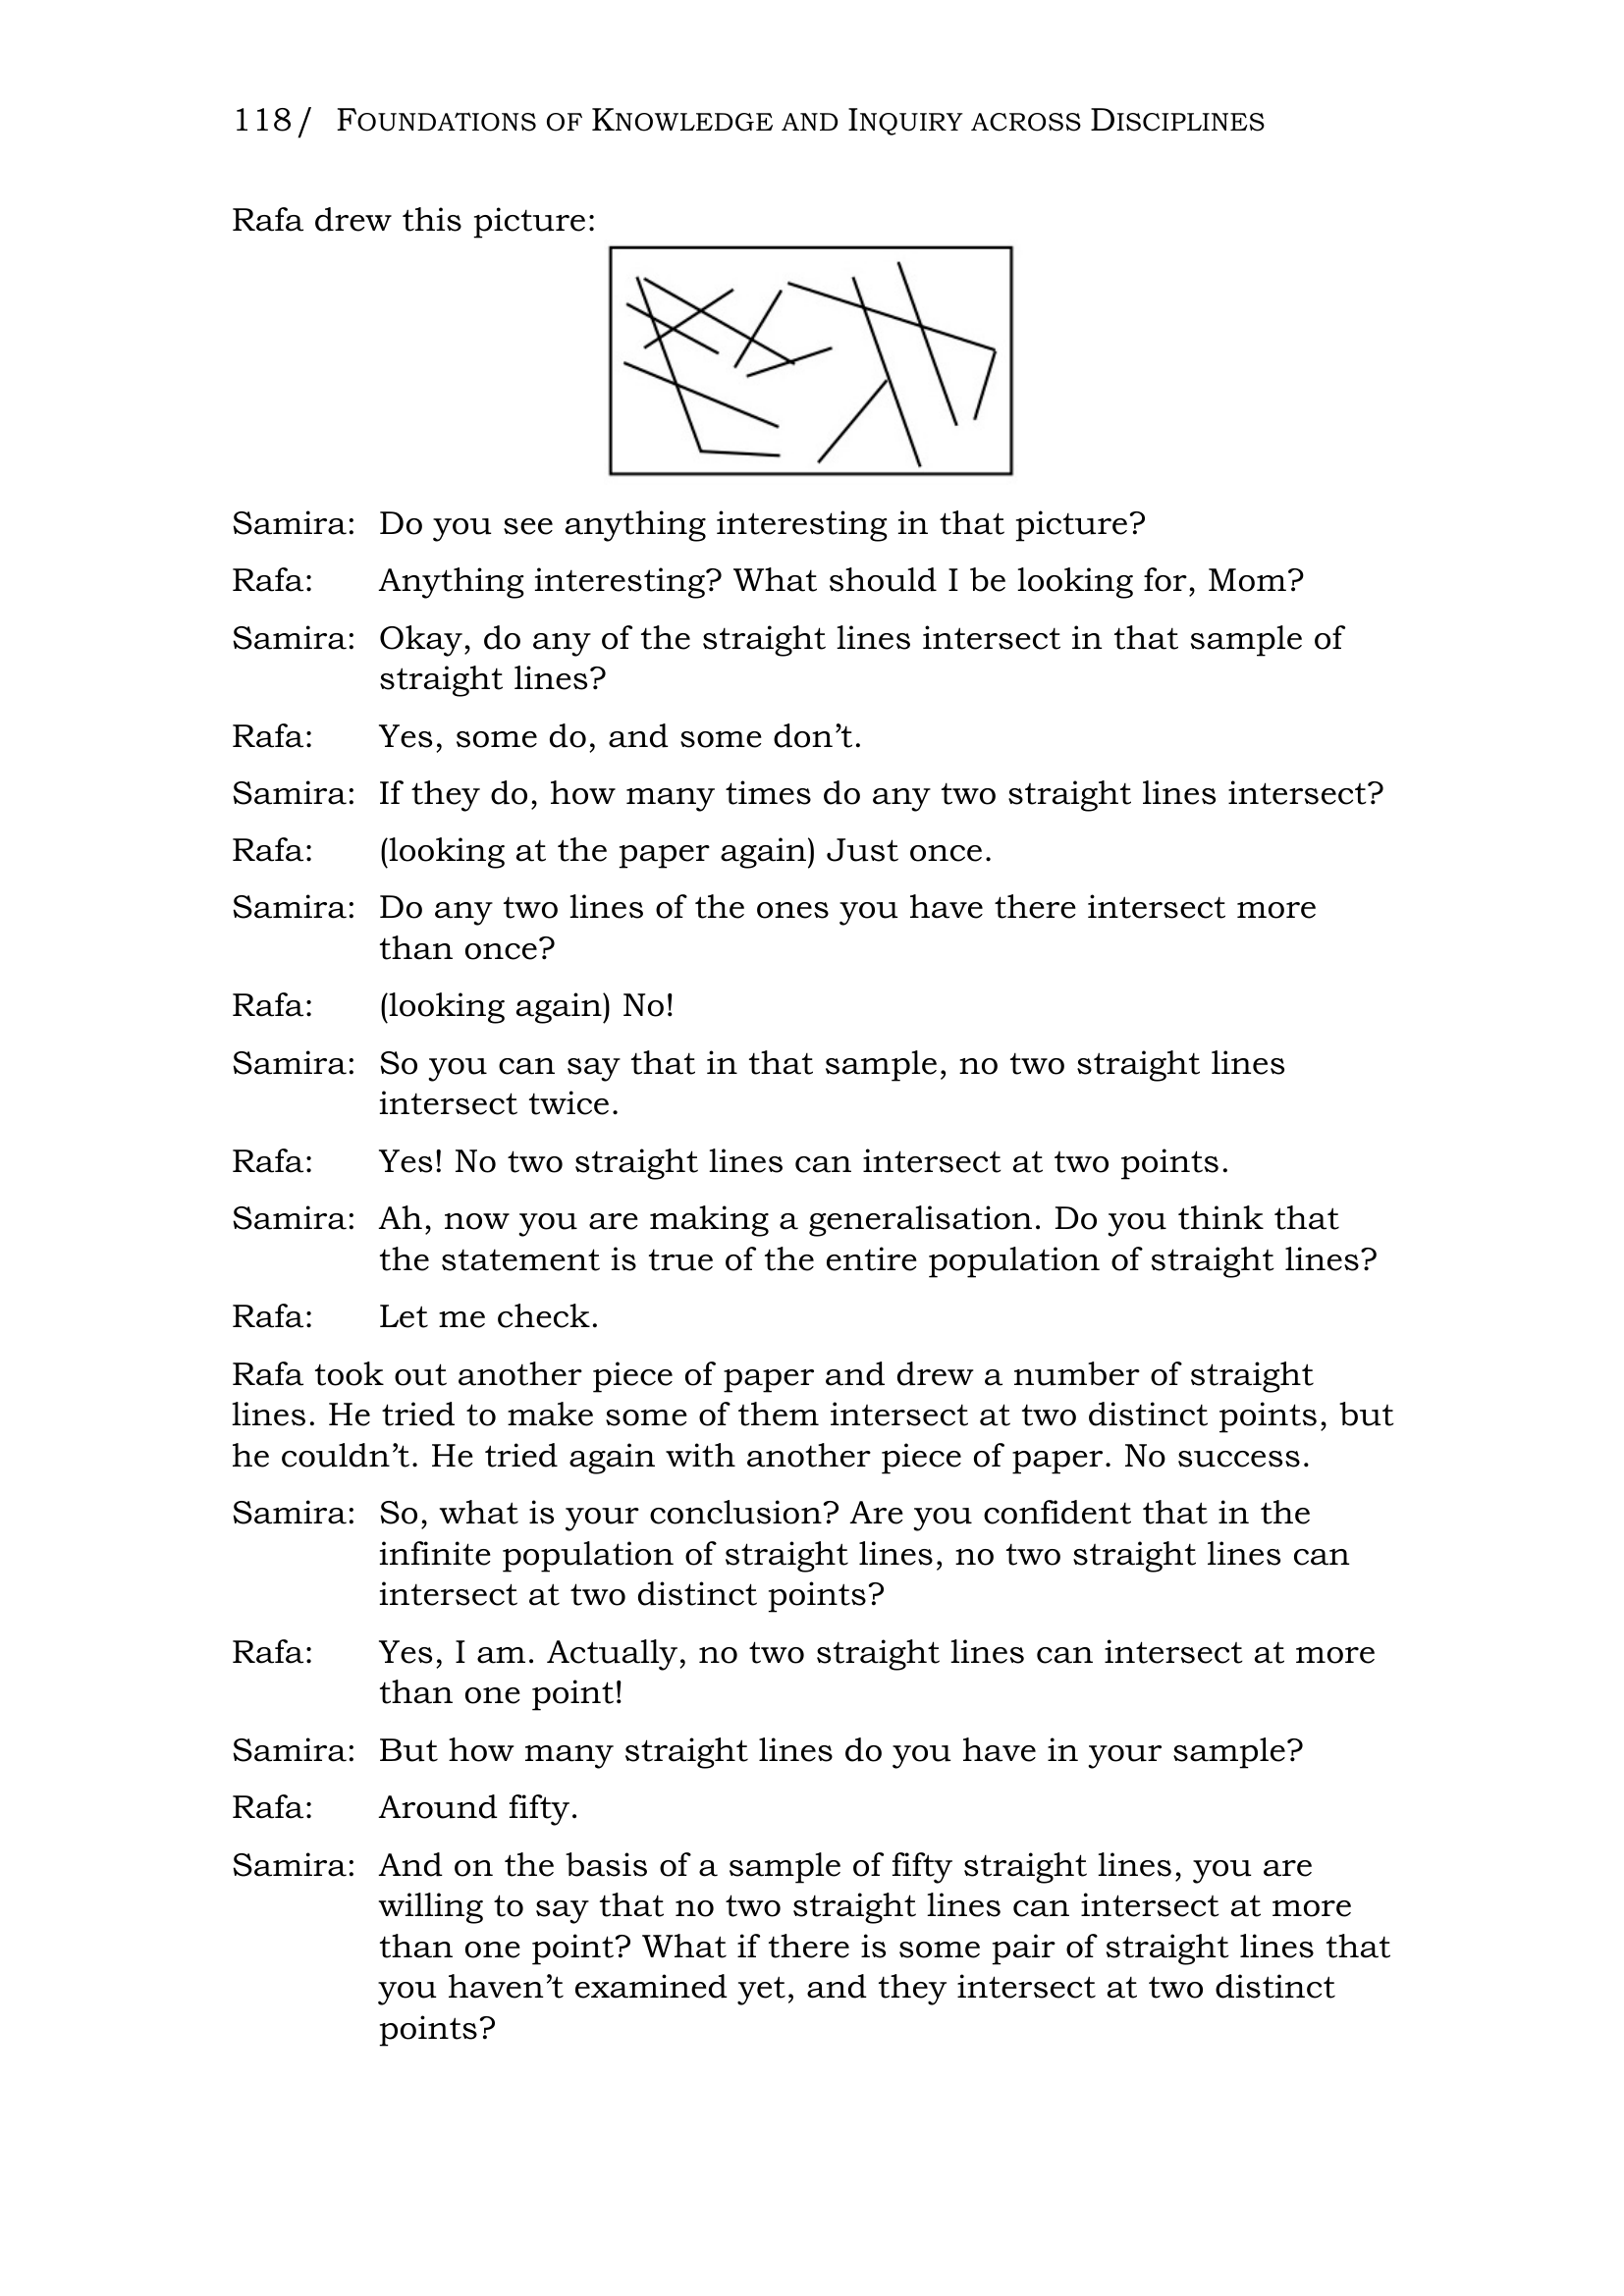 118/ FOUNDATIONS OF KNOWLEDGE AND INQUIRY ACROSS DISCIPLINES
Rafa drew this picture:
Samira: Do you see anything interesting in that picture?
Rafa: Anything interesting? What should I be looking for, Mom?
Samira: Okay, do any of the straight lines intersect in that sample of
straight lines?
Rafa: Yes, some do, and some don’t.
Samira: If they do, how many times do any two straight lines intersect?
Rafa: (looking at the paper again) Just once.
Samira: Do any two lines of the ones you have there intersect more
than once?
Rafa: (looking again) No!
Samira: So you can say that in that sample, no two straight lines
intersect twice.
Rafa: Yes! No two straight lines can intersect at two points.
Samira: Ah, now you are making a generalisation. Do you think that
the statement is true of the entire population of straight lines?
Rafa: Let me check.
Rafa took out another piece of paper and drew a number of straight
lines. He tried to make some of them intersect at two distinct points, but
he couldn’t. He tried again with another piece of paper. No success.
Samira: So, what is your conclusion? Are you confident that in the
infinite population of straight lines, no two straight lines can
intersect at two distinct points?
Rafa: Yes, I am. Actually, no two straight lines can intersect at more
than one point!
Samira: But how many straight lines do you have in your sample?
Rafa: Around fifty.
Samira: And on the basis of a sample of fifty straight lines, you are
willing to say that no two straight lines can intersect at more
than one point? What if there is some pair of straight lines that
you haven’t examined yet, and they intersect at two distinct
points?